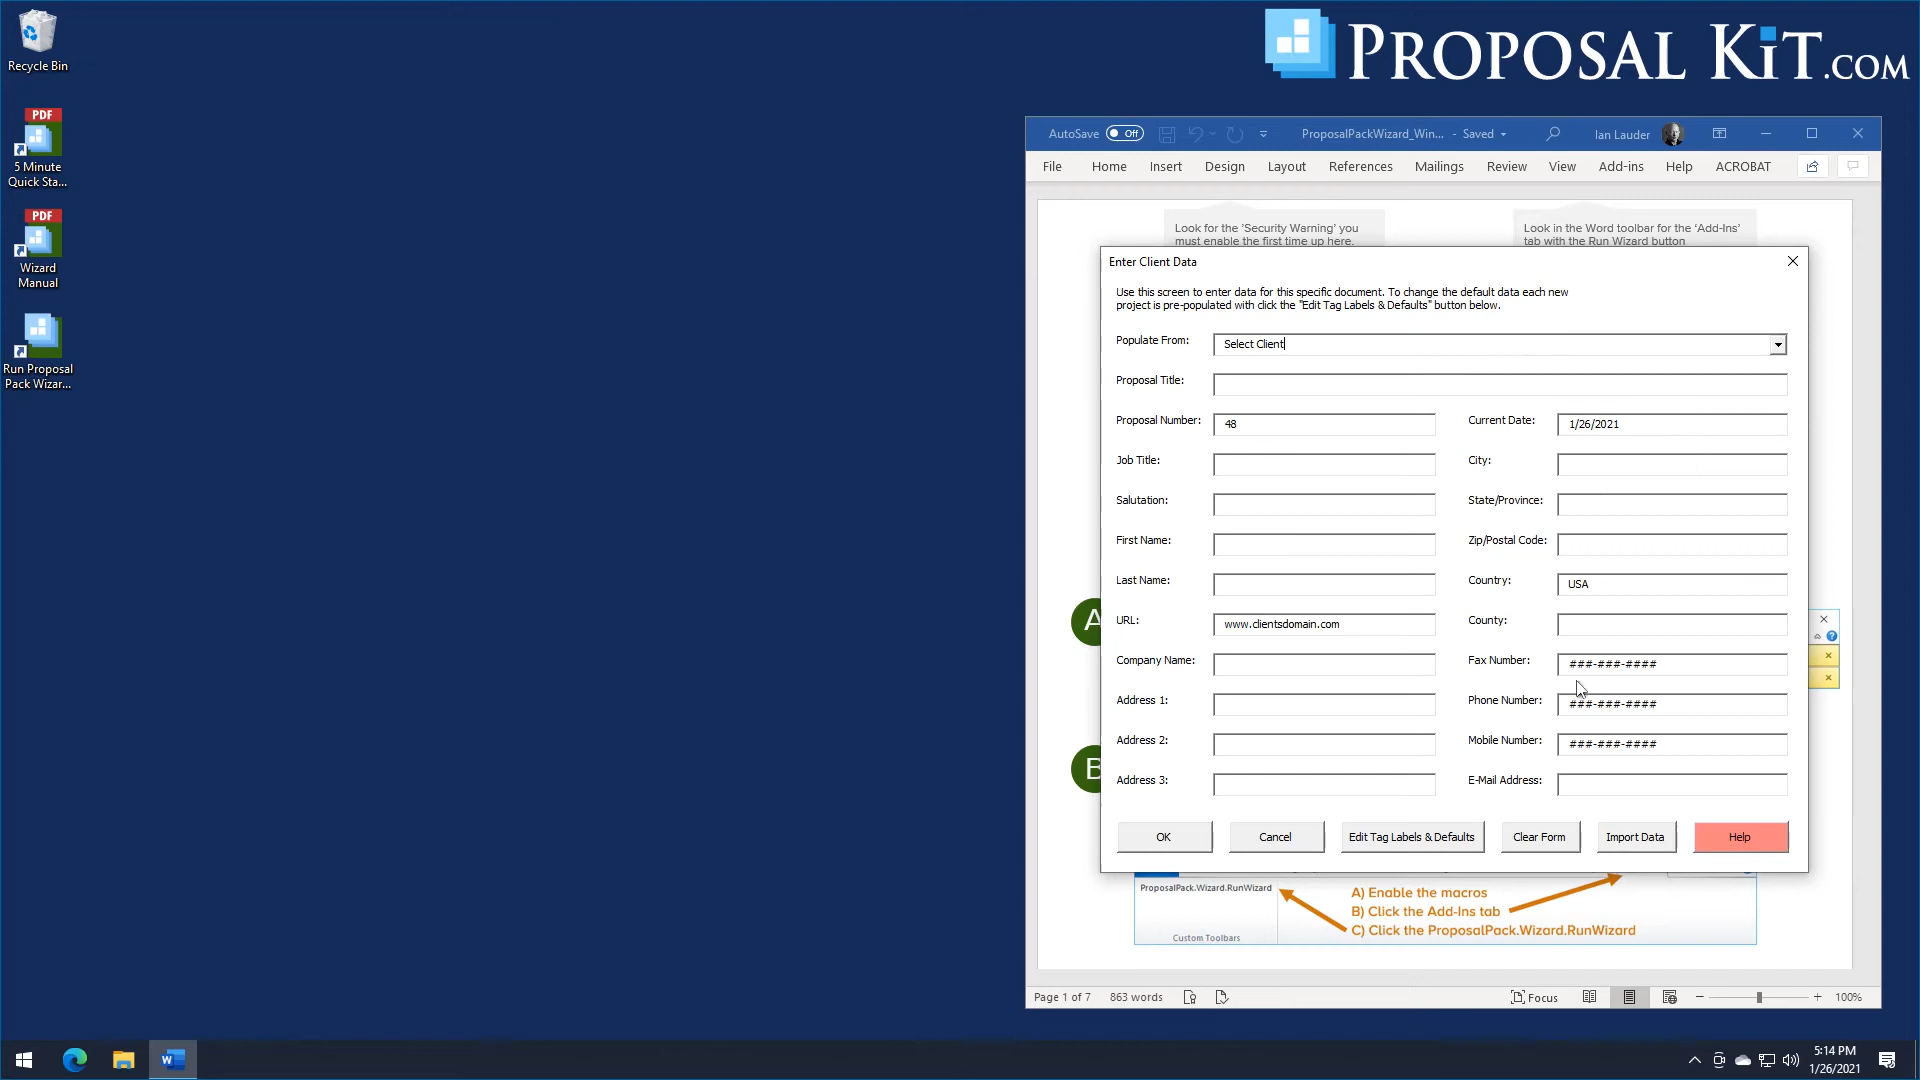 Recycle Bin
PDF
5 Minute
Quick Sta...
PDF
Wizard
Manual
Run Proposal
Pack Wizar...
PROPOSAL KIT.COM
AutoSave Off ProposalPackWizard_Win... - Saved Ian Lauder
File Home Insert Design Layout References Mailings Review View Add-ins Help ACROBAT
Look for the 'Security Warning' you
must enable the first time up here.
Look in the Word toolbar for the 'Add-Ins'
tab with the Run Wizard button
Enter Client Data
Use this screen to enter data for this specific document. To change the default data each new
project is pre-populated with click the "Edit Tag Labels & Defaults" button below.
Populate From: Select Client
Proposal Title:
Proposal Number: 48 Current Date: 1/26/2021
Job Title: City:
Salutation: State/Province:
First Name: Zip/Postal Code:
Last Name: Country: USA
URL: www.clientsdomain.com County:
Company Name: Fax Number: ###-###-####
Address 1: Phone Number: ###-###-####
Address 2: Mobile Number: ###-###-####
Address 3: E-Mail Address:
OK Cancel Edit Tag Labels & Defaults Clear Form Import Data Help
A
B
ProposalPack.Wizard.RunWizard
Custom Toolbars
A) Enable the macros
B) Click the Add-Ins tab
C) Click the ProposalPack.Wizard.RunWizard
Page 1 of 7 863 words Focus 100%
5:14 PM
1/26/2021